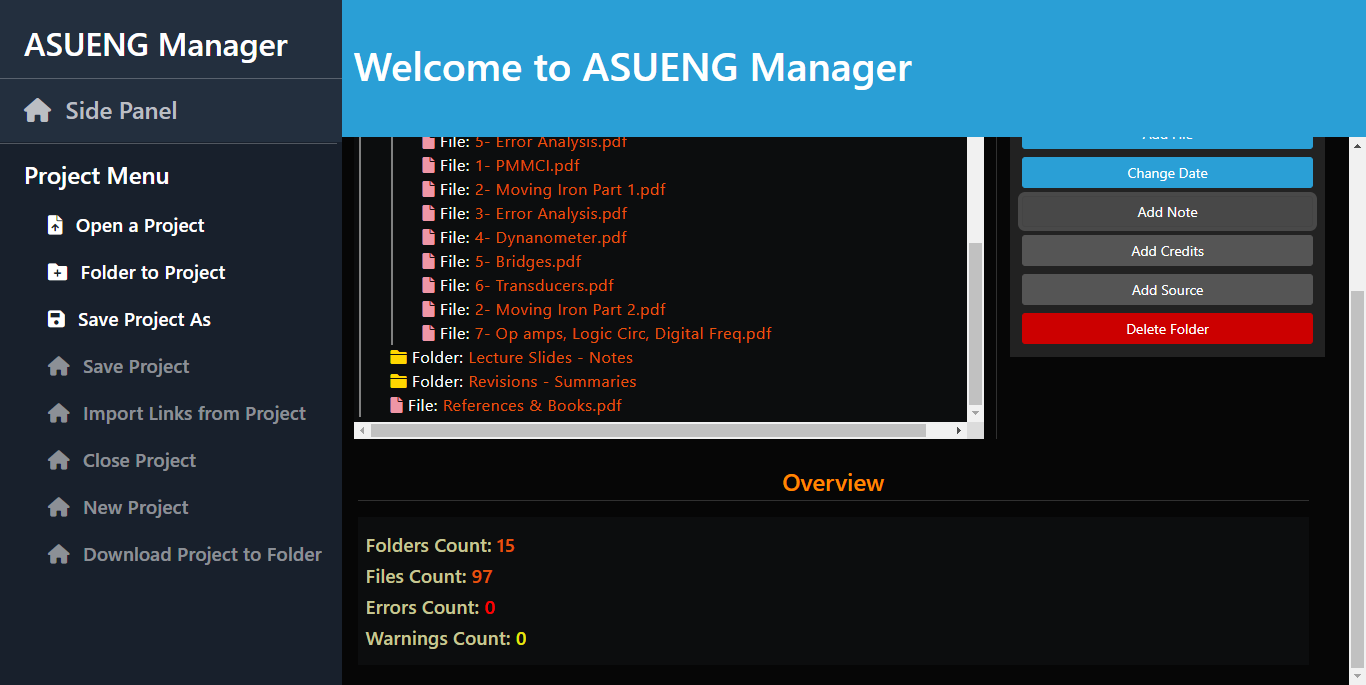 ASUENG Manager
Side Panel
Project Menu
Open a Project
Folder to Project
Save Project As
Save Project
Import Links from Project
Close Project
New Project
Download Project to Folder
Welcome to ASUENG Manager
File: 5- Error Analysis.pdf
File: 1- PMMCI.pdf
File: 2- Moving Iron Part 1.pdf
File: 3- Error Analysis.pdf
File: 4- Dynanometer.pdf
File: 5- Bridges.pdf
File: 6- Transducers.pdf
File: 2- Moving Iron Part 2.pdf
File: 7- Op amps, Logic Circ, Digital Freq.pdf
Folder: Lecture Slides - Notes
Folder: Revisions - Summaries
File: References & Books.pdf
Add File
Change Date
Add Note
Add Credits
Add Source
Delete Folder
Overview
Folders Count: 15
Files Count: 97
Errors Count: 0
Warnings Count: 0